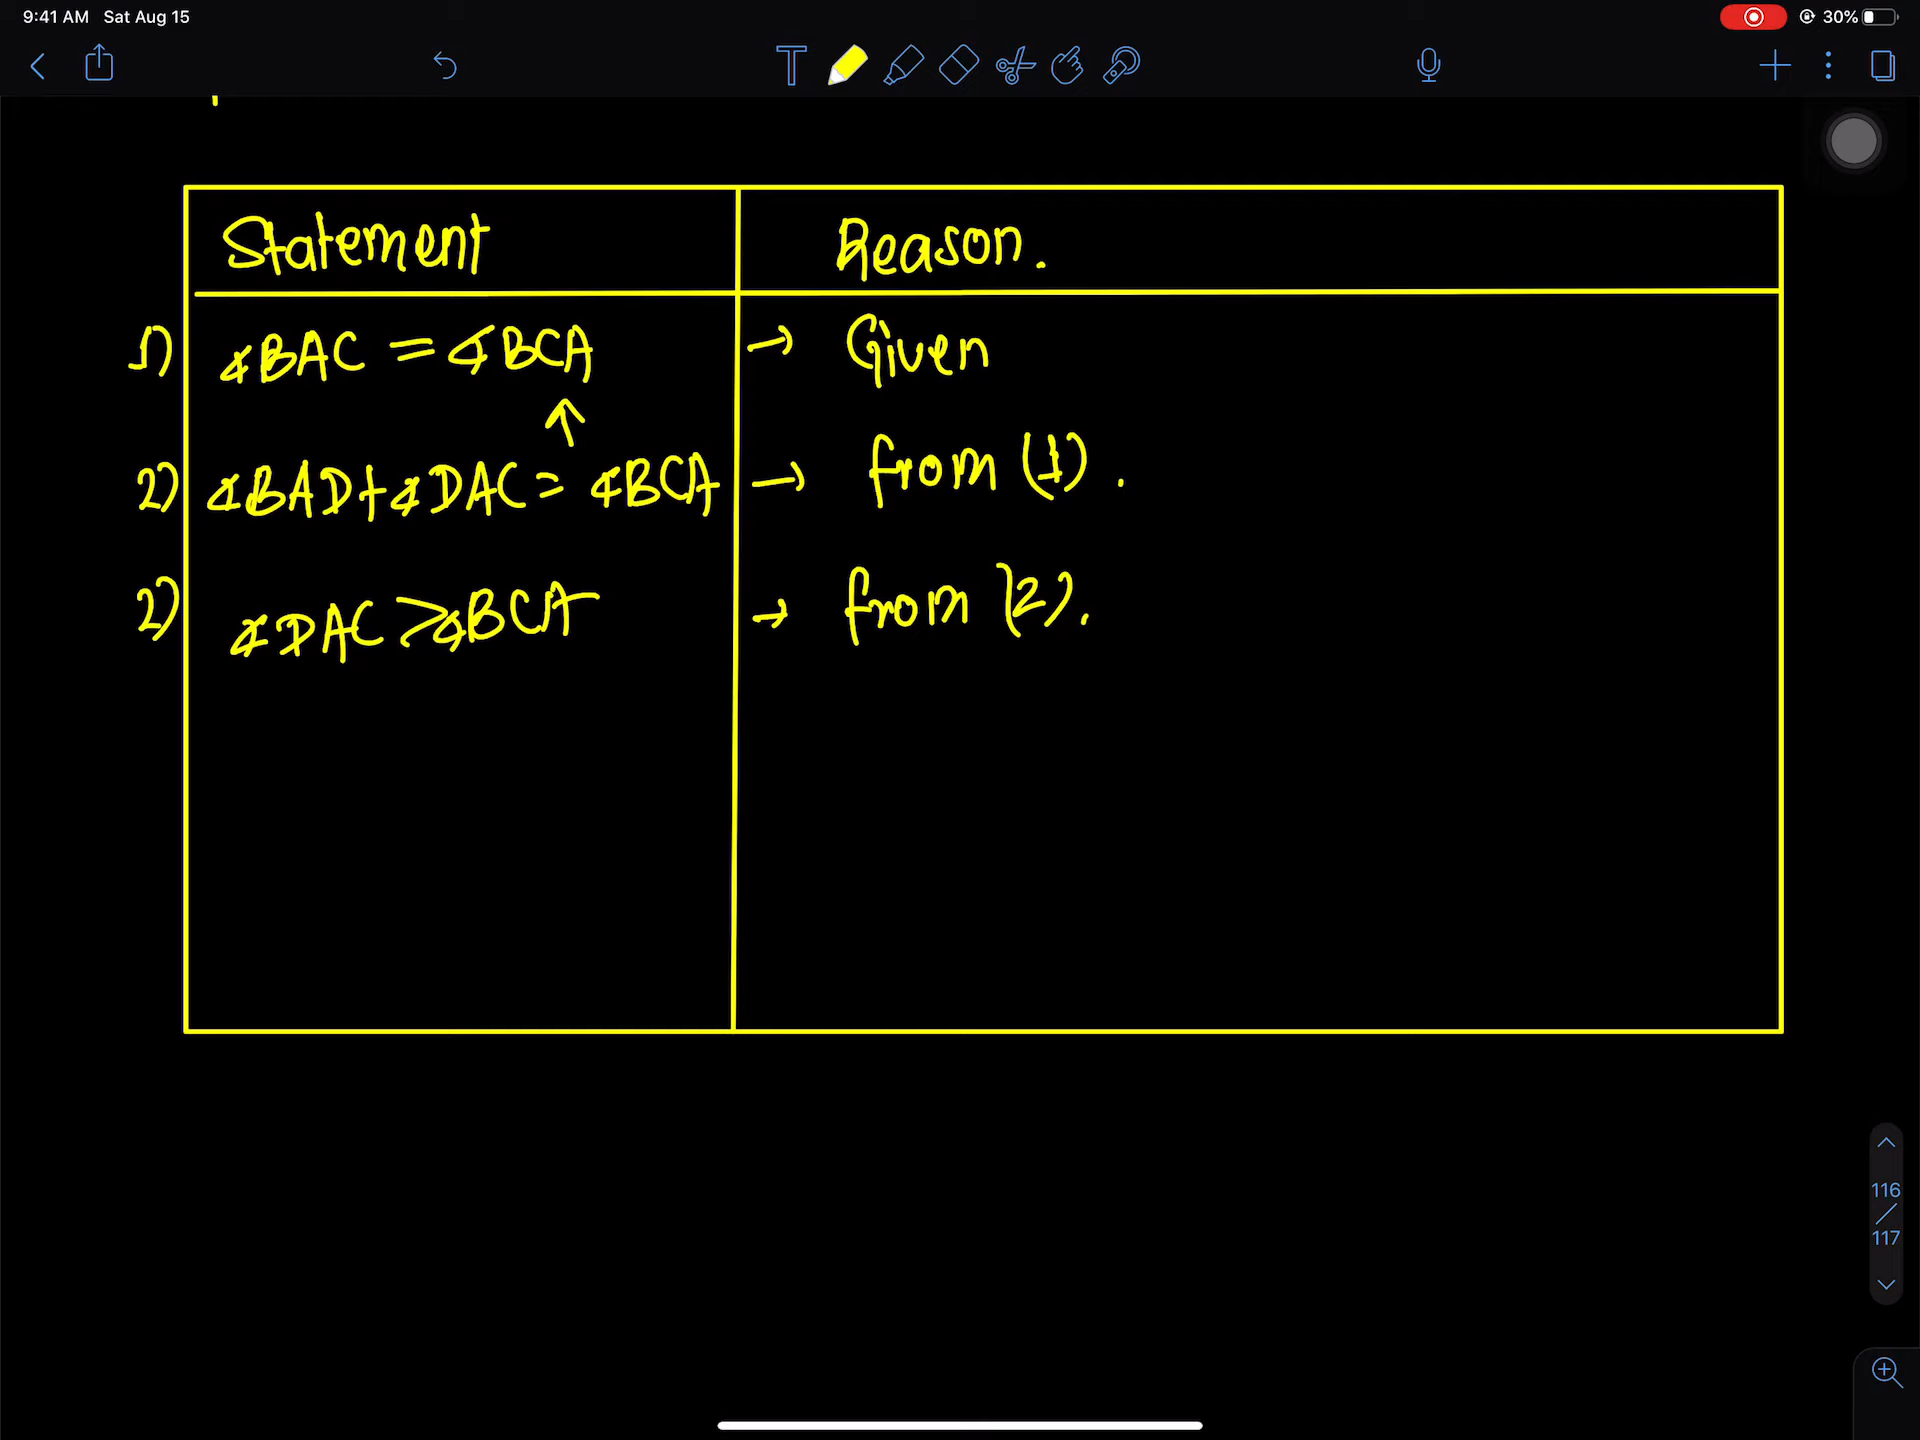 9:41 AM Sat Aug 15
30%
T
Statement
Reason.
1) ∡BAC = ∡BCA → Given
↑
2) ∡BAD + ∡DAC = ∡BCA → from (1).
2) ∡DAC > ∡BCA → from (2).
116
/
117